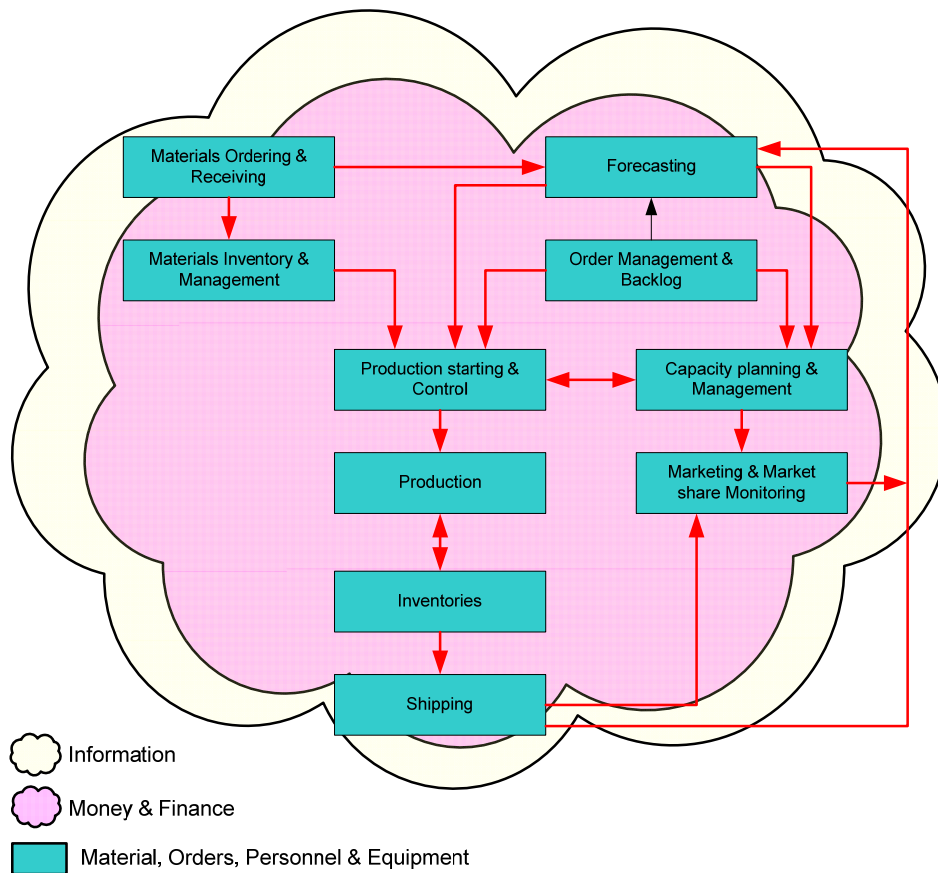 Materials Ordering &
Receiving
Forecasting
Materials Inventory &
Management
Order Management &
Backlog
Production starting &
Control
Capacity planning &
Management
Production
Marketing & Market
share Monitoring
Inventories
Shipping
Information
Money & Finance
Material, Orders, Personnel & Equipment